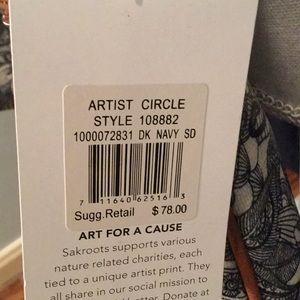 ARTIST CIRCLE
STYLE 108882
1000072831 DK NAVY SD
7 11640 62516 3
Sugg.Retail $78.00
ART FOR A CAUSE
Sakroots supports various
nature related charities, each
tied to a unique artist print. They
all share in our social mission to
Donate at